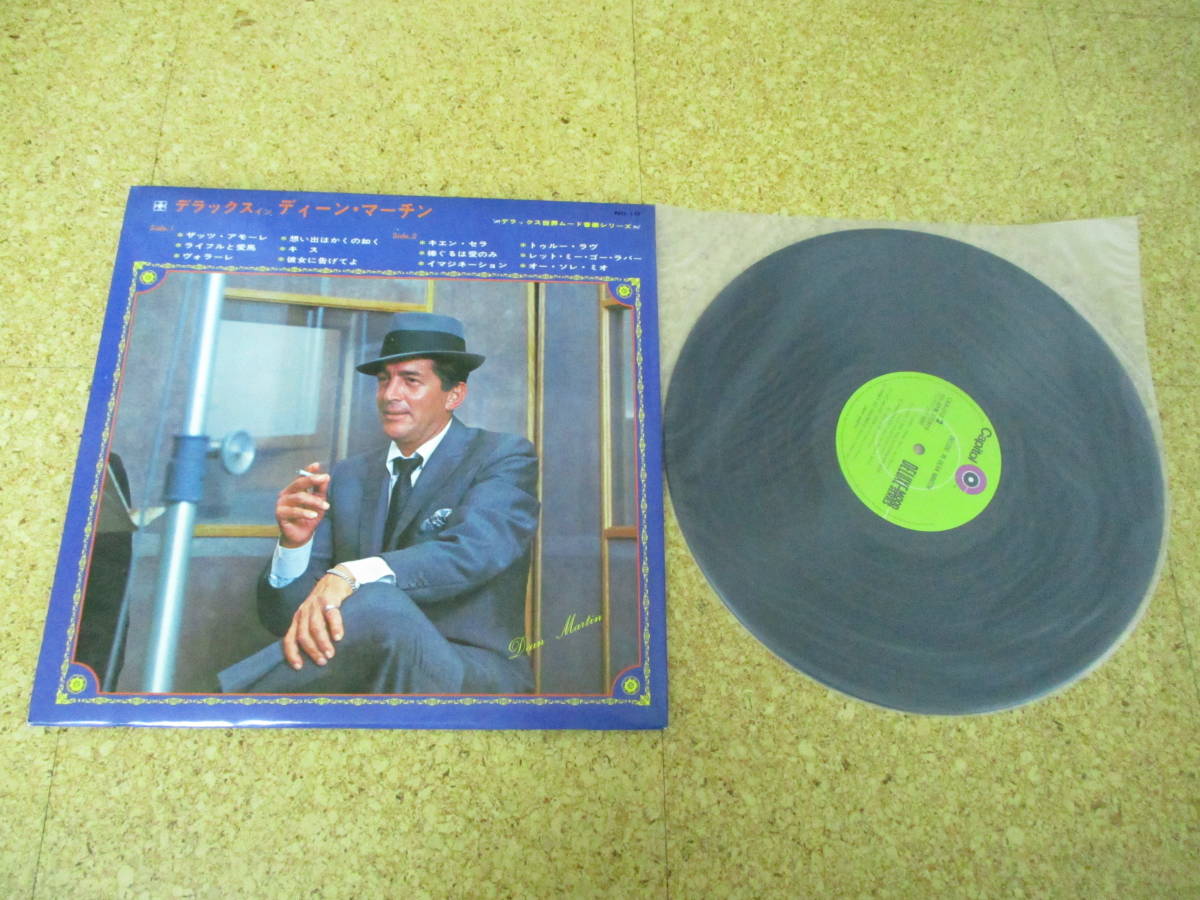 デラックス イン ディーン・マーチン
〝デラックス世界ムード音楽シリーズ〟
Side.1
●ザッツ・アモーレ
●ライフルと愛馬
●ヴォラーレ
●想い出はかくの如く
●キス
●彼女に告げてよ
Side.2
●キエン・セラ
●捧ぐるは愛のみ
●イマジネーション
●トゥルー・ラヴ
●レット・ミー・ゴー・ラバー
●オー・ソレ・ミオ
Dean Martin
Capitol
DELUXE MOOD